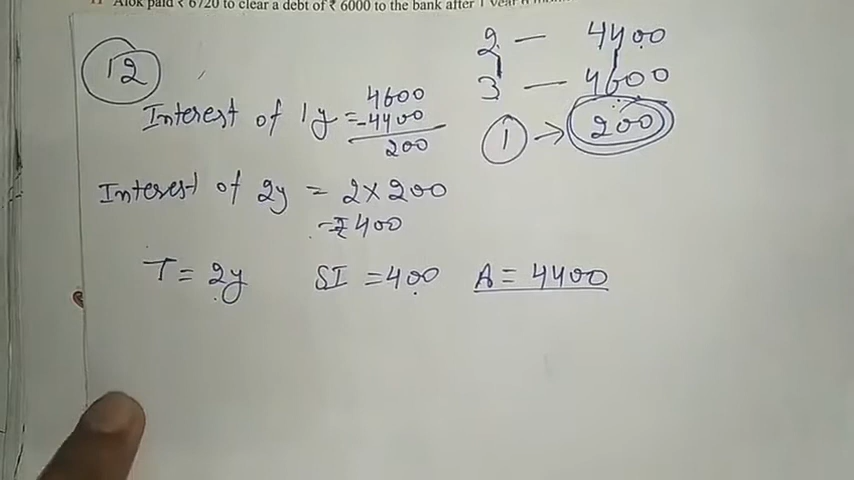 Alok paid ₹ 6720 to clear a debt of ₹ 6000 to the bank after 1 year
12
2 — 4400
3 — 4600
1 → 200
Interest of 1y = 4600
-4400
200
Interest of 2y = 2×200
=₹400
T = 2y SI = 400 A = 4400